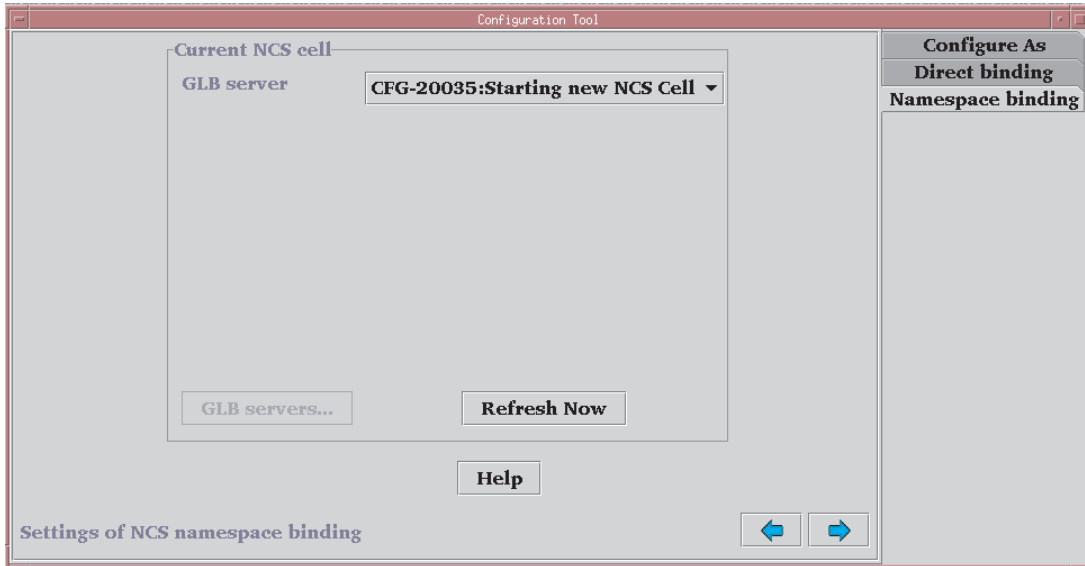 Configuration Tool
Current NCS cell
GLB server
CFG-20035:Starting new NCS Cell
GLB servers...
Refresh Now
Help
Settings of NCS namespace binding
Configure As
Direct binding
Namespace binding